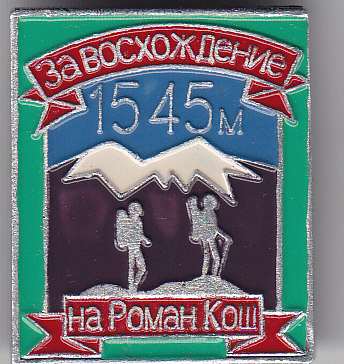 За восхождение
1545м
на Роман Кош